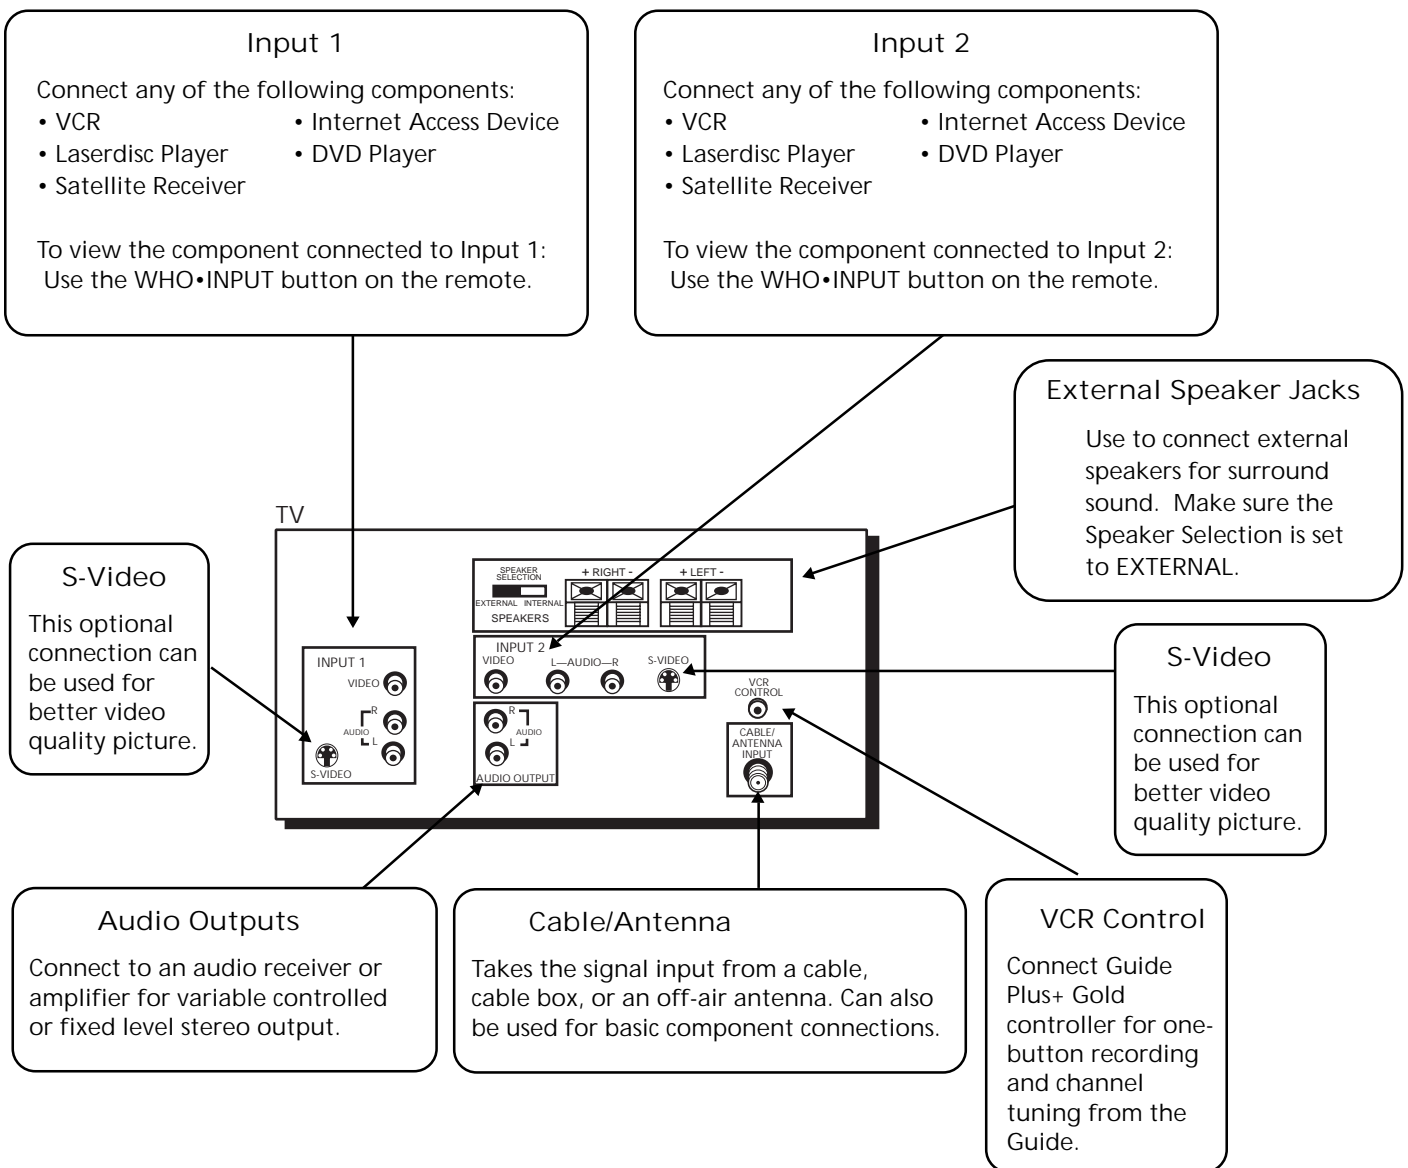 Input 1
Connect any of the following components:
• VCR • Internet Access Device
• Laserdisc Player • DVD Player
• Satellite Receiver
To view the component connected to Input 1:
Use the WHO•INPUT button on the remote.
Input 2
Connect any of the following components:
• VCR • Internet Access Device
• Laserdisc Player • DVD Player
• Satellite Receiver
To view the component connected to Input 2:
Use the WHO•INPUT button on the remote.
External Speaker Jacks
Use to connect external
speakers for surround
sound. Make sure the
Speaker Selection is set
to EXTERNAL.
TV
S-Video
This optional
connection can
be used for
better video
quality picture.
SPEAKER
SELECTION
EXTERNAL INTERNAL
SPEAKERS
+ RIGHT -
+ LEFT -
INPUT 1
VIDEO
R
AUDIO
L
S-VIDEO
INPUT 2
VIDEO
L—AUDIO—R
S-VIDEO
R
AUDIO
L
AUDIO OUTPUT
VCR
CONTROL
CABLE/
ANTENNA
INPUT
S-Video
This optional
connection can
be used for
better video
quality picture.
Audio Outputs
Connect to an audio receiver or
amplifier for variable controlled
or fixed level stereo output.
Cable/Antenna
Takes the signal input from a cable,
cable box, or an off-air antenna. Can also
be used for basic component connections.
VCR Control
Connect Guide
Plus+ Gold
controller for one-
button recording
and channel
tuning from the
Guide.